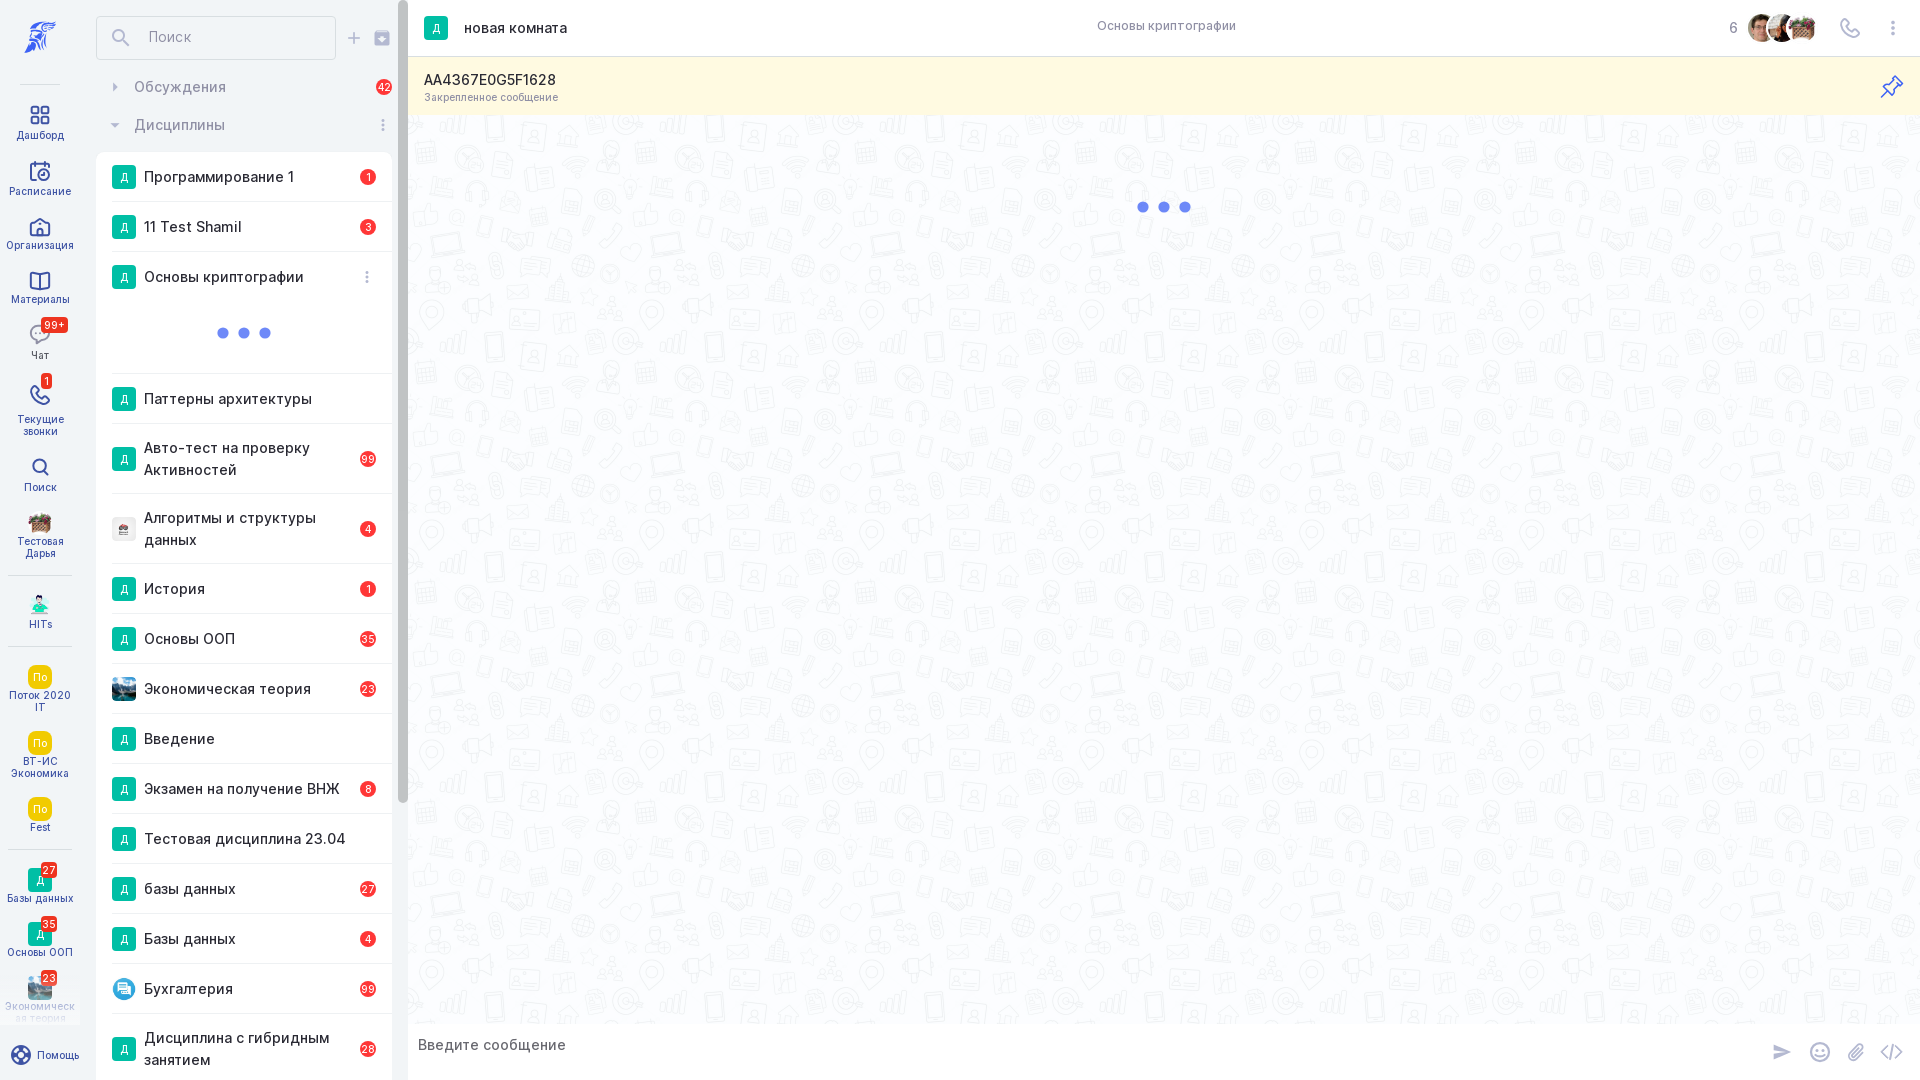 Дашборд
Расписание
Организация
Материалы
99+
Чат
1
Текущие
звонки
Поиск
Тестовая
Дарья
HITs
По
Поток 2020
IT
По
ВТ-ИС
Экономика
По
Fest
27
Д
Базы данных
35
Д
Основы ООП
23
Экономическ
ая теория
Помощь
Поиск
Обсуждения
42
Дисциплины
Д
Программирование 1
1
Д
11 Test Shamil
3
Д
Основы криптографии
Д
Паттерны архитектуры
Д
Авто-тест на проверку
Активностей
99
Алгоритмы и структуры
данных
4
Д
История
1
Д
Основы ООП
35
Экономическая теория
23
Д
Введение
Д
Экзамен на получение ВНЖ
8
Д
Тестовая дисциплина 23.04
Д
базы данных
27
Д
Базы данных
4
Бухгалтерия
99
Д
Дисциплина с гибридным
занятием
28
Д
новая комната
Основы криптографии
6
AA4367E0G5F1628
Закрепленное сообщение
Введите сообщение